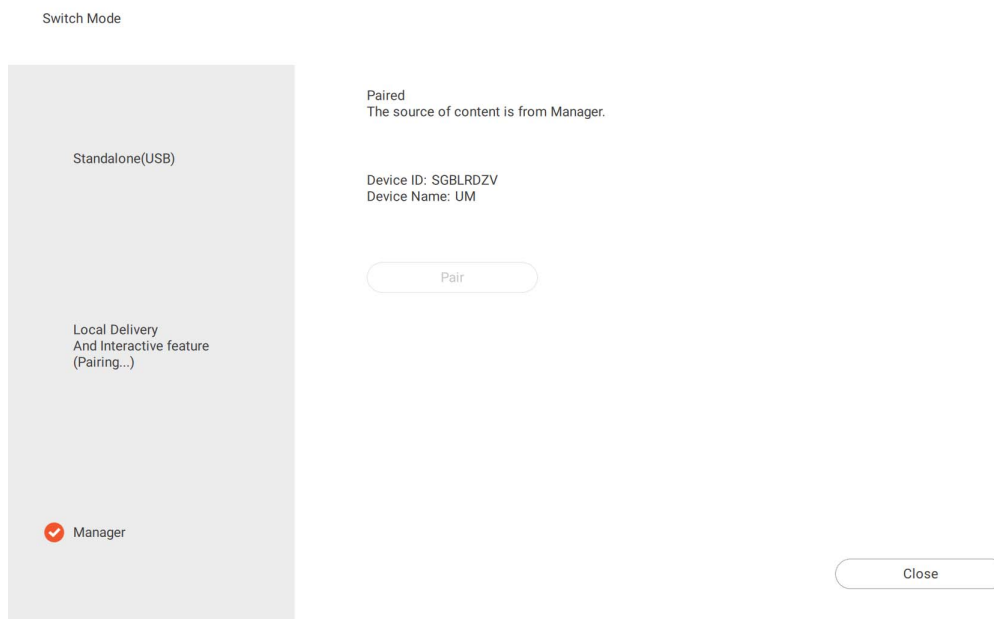 Switch Mode
Standalone(USB)
Local Delivery
And Interactive feature
(Pairing...)
Manager
Paired
The source of content is from Manager.
Device ID: SGBLRDZV
Device Name: UM
Pair
Close